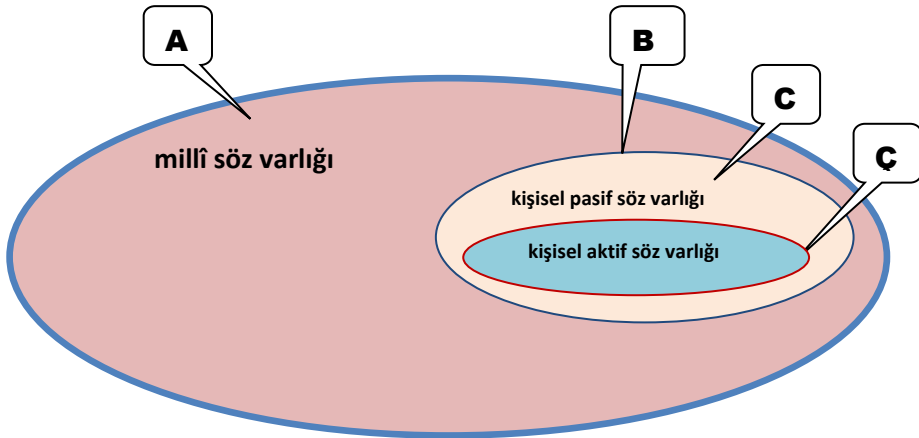 A
B
C
Ç
millî söz varlığı
kişisel pasif söz varlığı
kişisel aktif söz varlığı